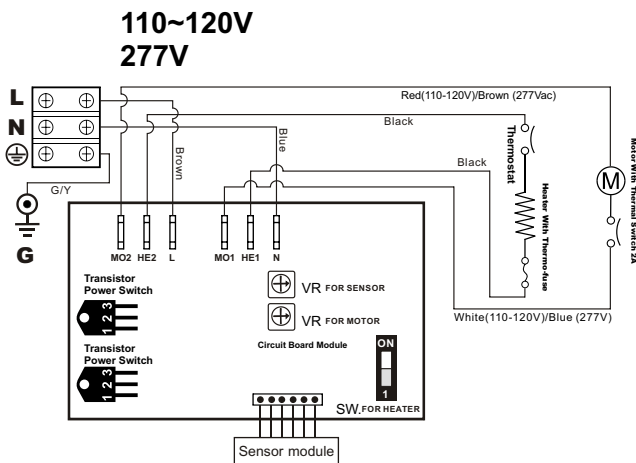 110~120V
277V
L
N
G
G/Y
Brown
Blue
Red(110-120V)/Brown (277Vac)
Black
Black
Thermostat
Heater With Thermo-fuse
M
Motor With Thermal Switch 2A
White(110-120V)/Blue (277V)
MO2 HE2 L MO1 HE1 N
Transistor
Power Switch
1 2 3
Transistor
Power Switch
1 2 3
VR FOR SENSOR
VR FOR MOTOR
Circuit Board Module
ON
1
SW.FOR HEATER
Sensor module